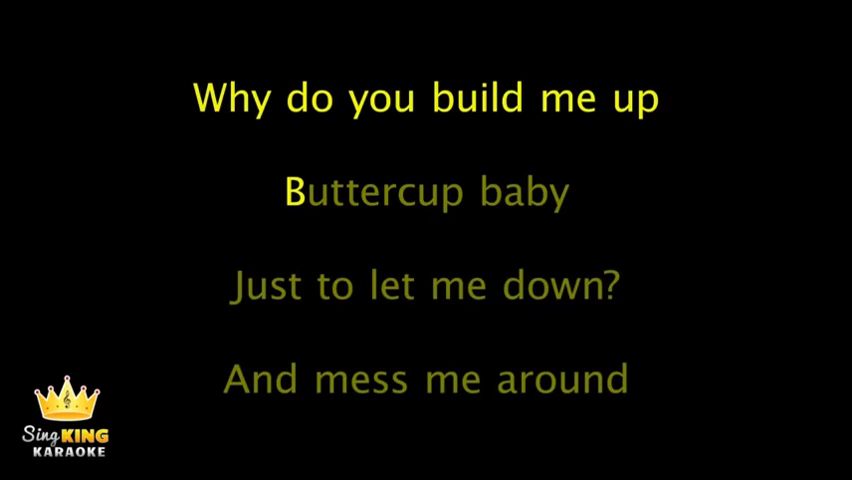 Why do you build me up
Buttercup baby
Just to let me down?
And mess me around
Sing KING
KARAOKE